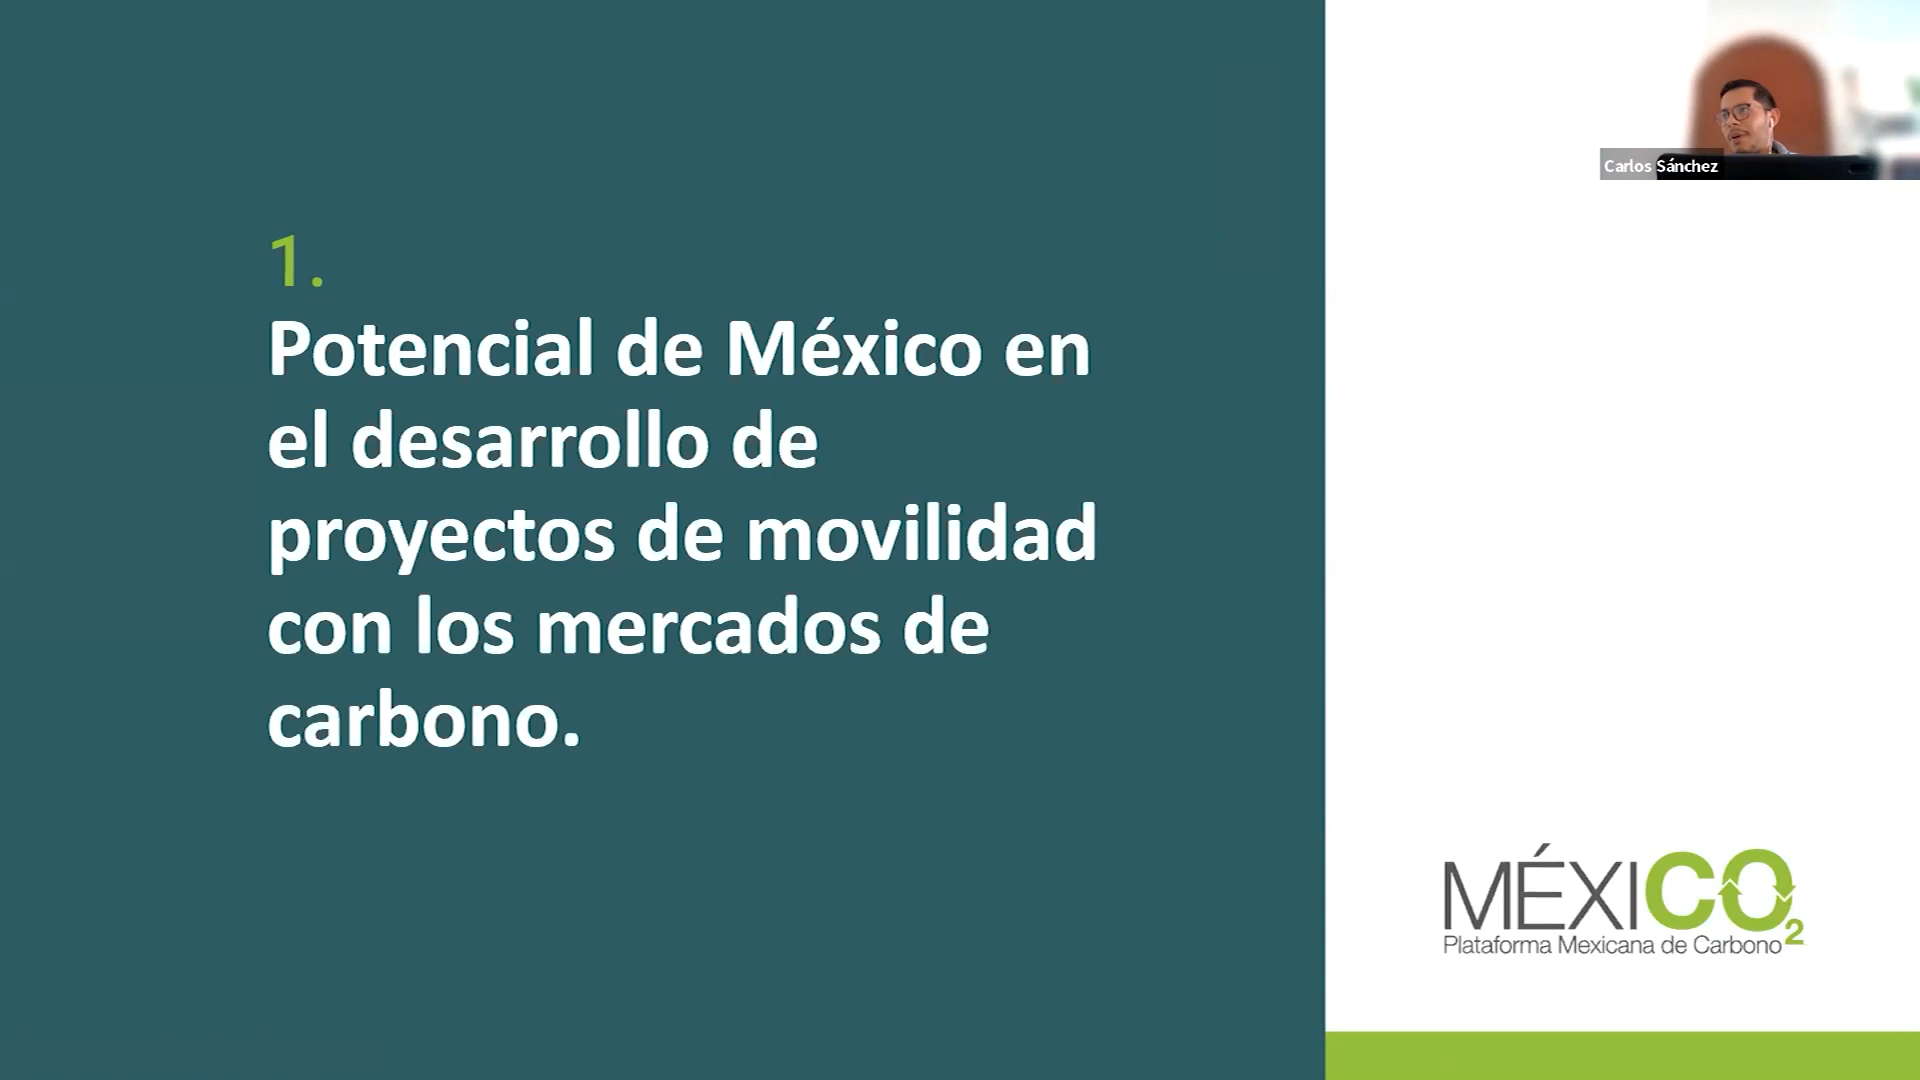 Carlos Sánchez
1.
Potencial de México en
el desarrollo de
proyectos de movilidad
con los mercados de
carbono.
MÉXICO2
Plataforma Mexicana de Carbono